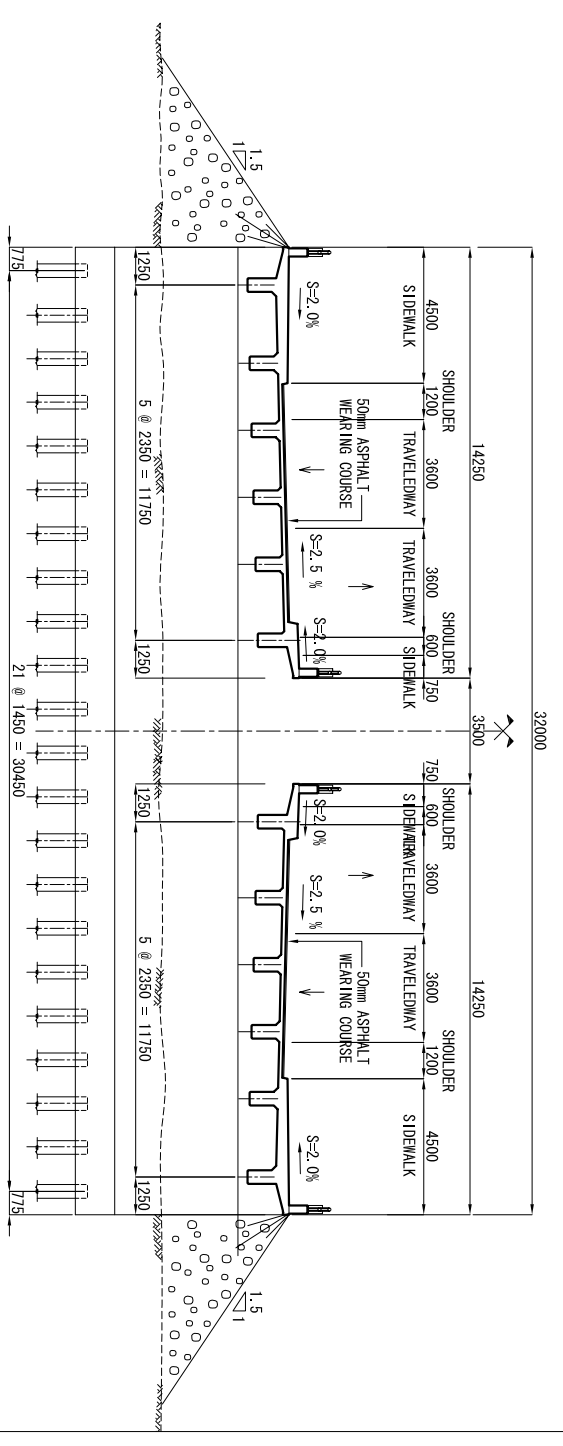 32000
14250
3500
14250
SHOULDER
SHOULDER
SHOULDER
SHOULDER
4500
1200
3600
3600
600
750
750
600
3600
3600
1200
4500
SIDEWALK
TRAVELEDWAY
TRAVELEDWAY
SIDEWALK
SIDEWALK
TRAVELEDWAY
TRAVELEDWAY
SIDEWALK
50mm ASPHALT
WEARING COURSE
50mm ASPHALT
WEARING COURSE
S=2.0%
S=2.5 %
S=2.0%
S=2.0%
S=2.5 %
S=2.0%
1.5
1
1.5
1
1250
5 @ 2350 = 11750
1250
1250
5 @ 2350 = 11750
1250
775
21 @ 1450 = 30450
775